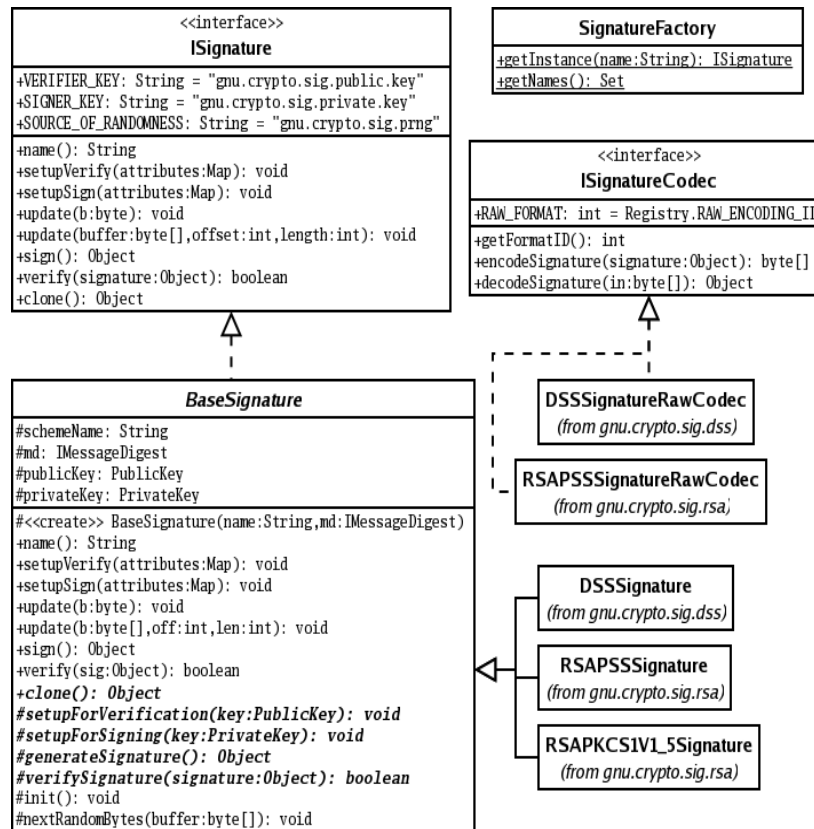 <<interface>>
ISignature
+VERIFIER_KEY: String = "gnu.crypto.sig.public.key"
+SIGNER_KEY: String = "gnu.crypto.sig.private.key"
+SOURCE_OF_RANDOMNESS: String = "gnu.crypto.sig.prng"
+name(): String
+setupVerify(attributes:Map): void
+setupSign(attributes:Map): void
+update(b:byte): void
+update(buffer:byte[],offset:int,length:int): void
+sign(): Object
+verify(signature:Object): boolean
+clone(): Object
SignatureFactory
+getInstance(name:String): ISignature
+getNames(): Set
<<interface>>
ISignatureCodec
+RAW_FORMAT: int = Registry.RAW_ENCODING_ID
+getFormatID(): int
+encodeSignature(signature:Object): byte[]
+decodeSignature(in:byte[]): Object
BaseSignature
#schemeName: String
#md: IMessageDigest
#publicKey: PublicKey
#privateKey: PrivateKey
#<<create>> BaseSignature(name:String,md:IMessageDigest)
+name(): String
+setupVerify(attributes:Map): void
+setupSign(attributes:Map): void
+update(b:byte): void
+update(b:byte[],off:int,len:int): void
+sign(): Object
+verify(sig:Object): boolean
+clone(): Object
#setupForVerification(key:PublicKey): void
#setupForSigning(key:PrivateKey): void
#generateSignature(): Object
#verifySignature(signature:Object): boolean
#init(): void
#nextRandomBytes(buffer:byte[]): void
DSSSignatureRawCodec
(from gnu.crypto.sig.dss)
RSAPSSSignatureRawCodec
(from gnu.crypto.sig.rsa)
DSSSignature
(from gnu.crypto.sig.dss)
RSAPSSSignature
(from gnu.crypto.sig.rsa)
RSAPKCS1V1_5Signature
(from gnu.crypto.sig.rsa)